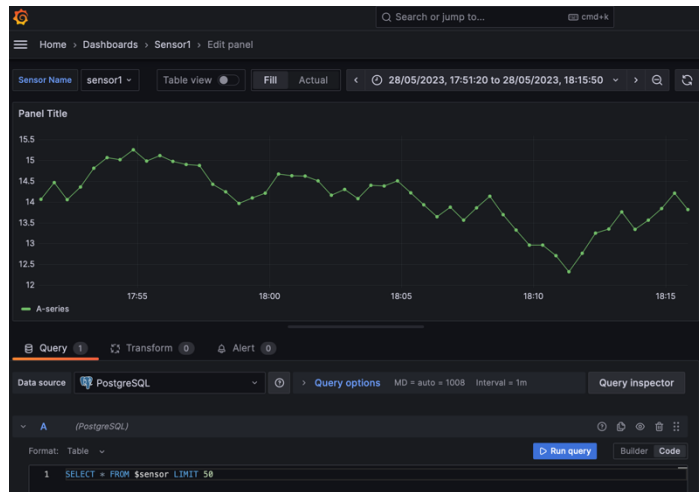 Search or jump to...
cmd+k
Home > Dashboards > Sensor1 > Edit panel
Sensor Name
sensor1
Table view
Fill
Actual
28/05/2023, 17:51:20 to 28/05/2023, 18:15:50
Panel Title
15.5
15
14.5
14
13.5
13
12.5
12
17:55
18:00
18:05
18:10
18:15
A-series
Query 1
Transform 0
Alert 0
Data source
PostgreSQL
> Query options
MD = auto = 1008
Interval = 1m
Query inspector
A
(PostgreSQL)
Format:
Table
Run query
Builder
Code
1 SELECT * FROM $sensor LIMIT 50